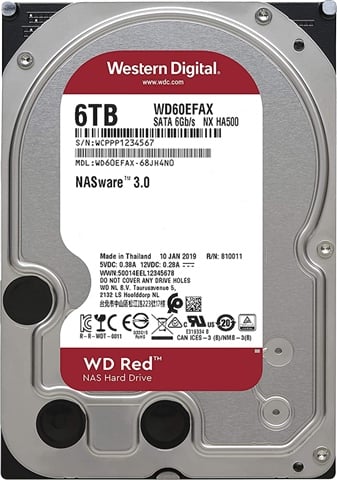 Western Digital.
www.wdc.com
6TB
WD60EFAX
SATA 6Gb/s NX HA500
S/N:WCPPP1234567
MDL:WD60EFAX-68JH4N0
NASware™ 3.0
Made in Thailand 10 JAN 2019 R/N: 810011
5VDC: 0.38A 12VDC: 0.28A
WWN:50014EEL12345678
DO NOT COVER ANY DRIVE HOLES
WD NL B.V. Taurusavenue 5,
2132 LS Hoofddorp NL
R-R-WDT-0011
E319334 B
CAN ICES-3 (B)/NMB-3(B)
WD Red™
NAS Hard Drive